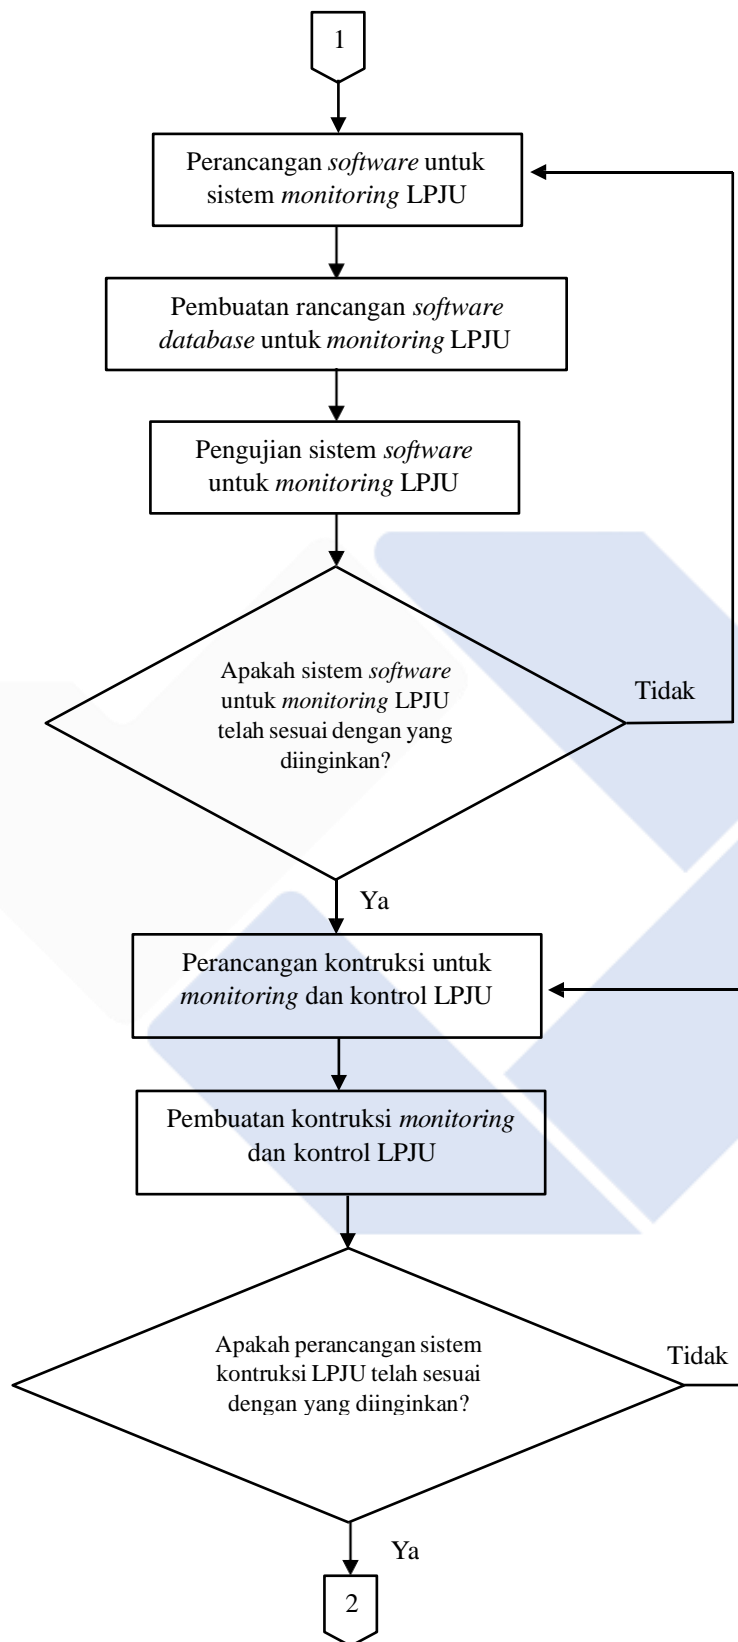 1
Perancangan software untuk
sistem monitoring LPJU
Pembuatan rancangan software
database untuk monitoring LPJU
Pengujian sistem software
untuk monitoring LPJU
Apakah sistem software
untuk monitoring LPJU
telah sesuai dengan yang
diinginkan?
Tidak
Ya
Perancangan kontruksi untuk
monitoring dan kontrol LPJU
Pembuatan kontruksi monitoring
dan kontrol LPJU
Apakah perancangan sistem
kontruksi LPJU telah sesuai
dengan yang diinginkan?
Tidak
Ya
2